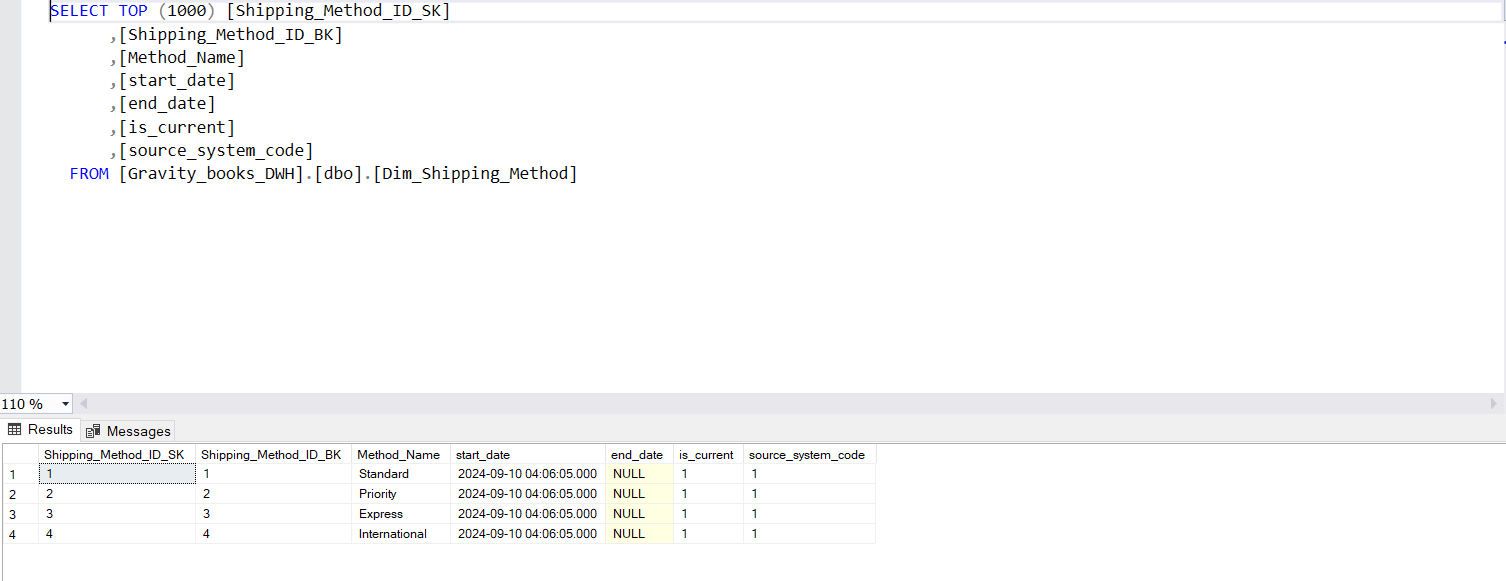 SELECT TOP (1000) [Shipping_Method_ID_SK]
,[Shipping_Method_ID_BK]
,[Method_Name]
,[start_date]
,[end_date]
,[is_current]
,[source_system_code]
FROM [Gravity_books_DWH].[dbo].[Dim_Shipping_Method]
110 %
Results Messages
Shipping_Method_ID_SK Shipping_Method_ID_BK Method_Name start_date end_date is_current source_system_code
1 1 1 Standard 2024-09-10 04:06:05.000 NULL 1 1
2 2 2 Priority 2024-09-10 04:06:05.000 NULL 1 1
3 3 3 Express 2024-09-10 04:06:05.000 NULL 1 1
4 4 4 International 2024-09-10 04:06:05.000 NULL 1 1